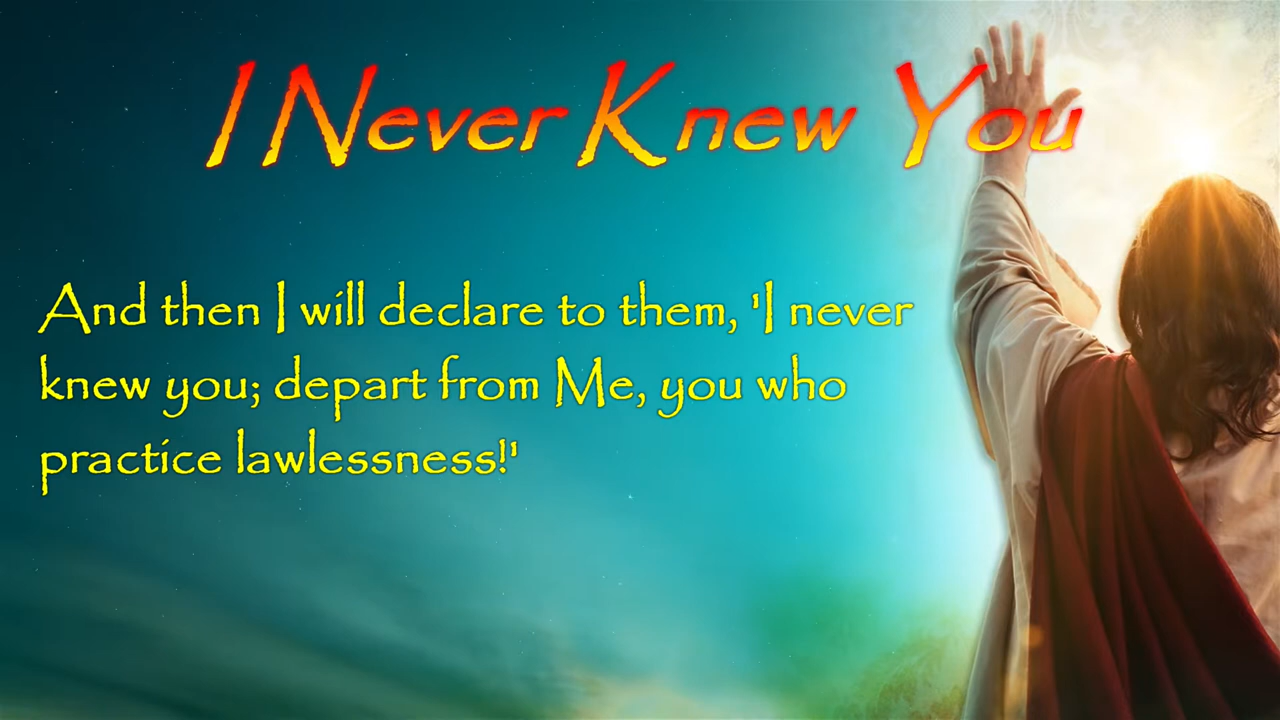 I Never Knew You
And then I will declare to them, 'I never
knew you; depart from Me, you who
practice lawlessness!'